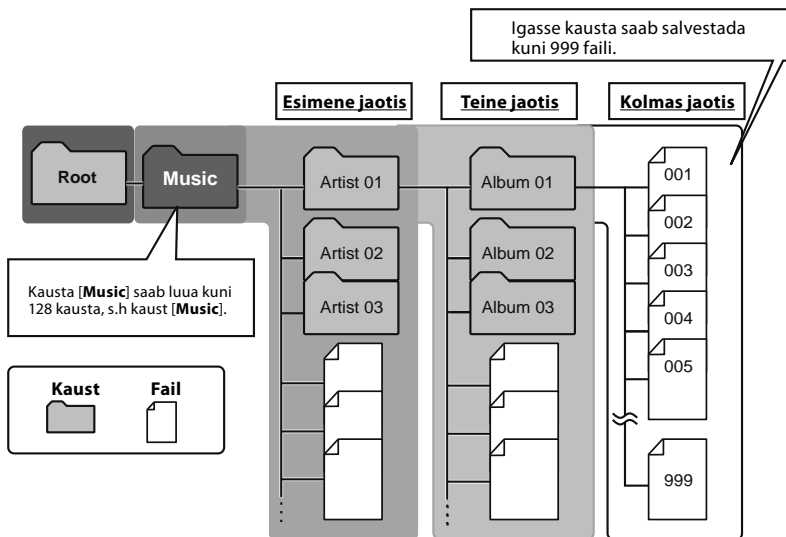 Igasse kausta saab salvestada
kuni 999 faili.
Esimene jaotis
Teine jaotis
Kolmas jaotis
Root
Music
Artist 01
Album 01
001
002
Artist 02
Album 02
003
Artist 03
Album 03
004
005
Kausta [Music] saab luua kuni
128 kausta, s.h kaust [Music].
Kaust
Fail
999